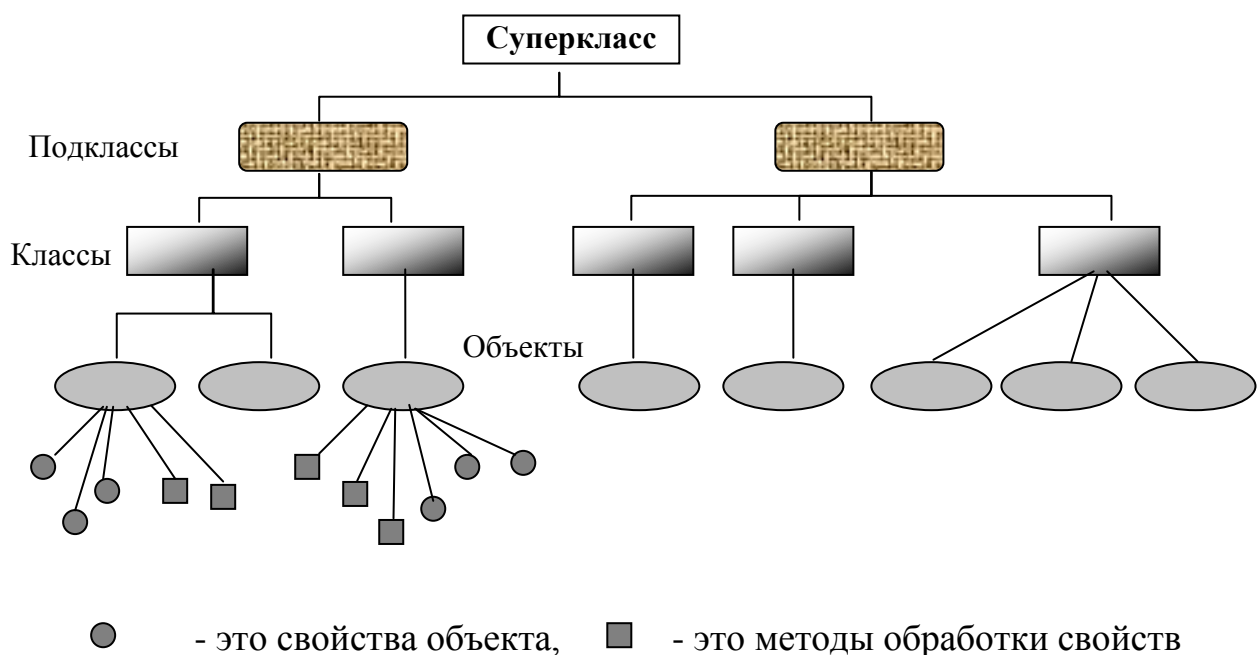 Суперкласс
Подклассы
Классы
Объекты
- это свойства объекта, - это методы обработки свойств